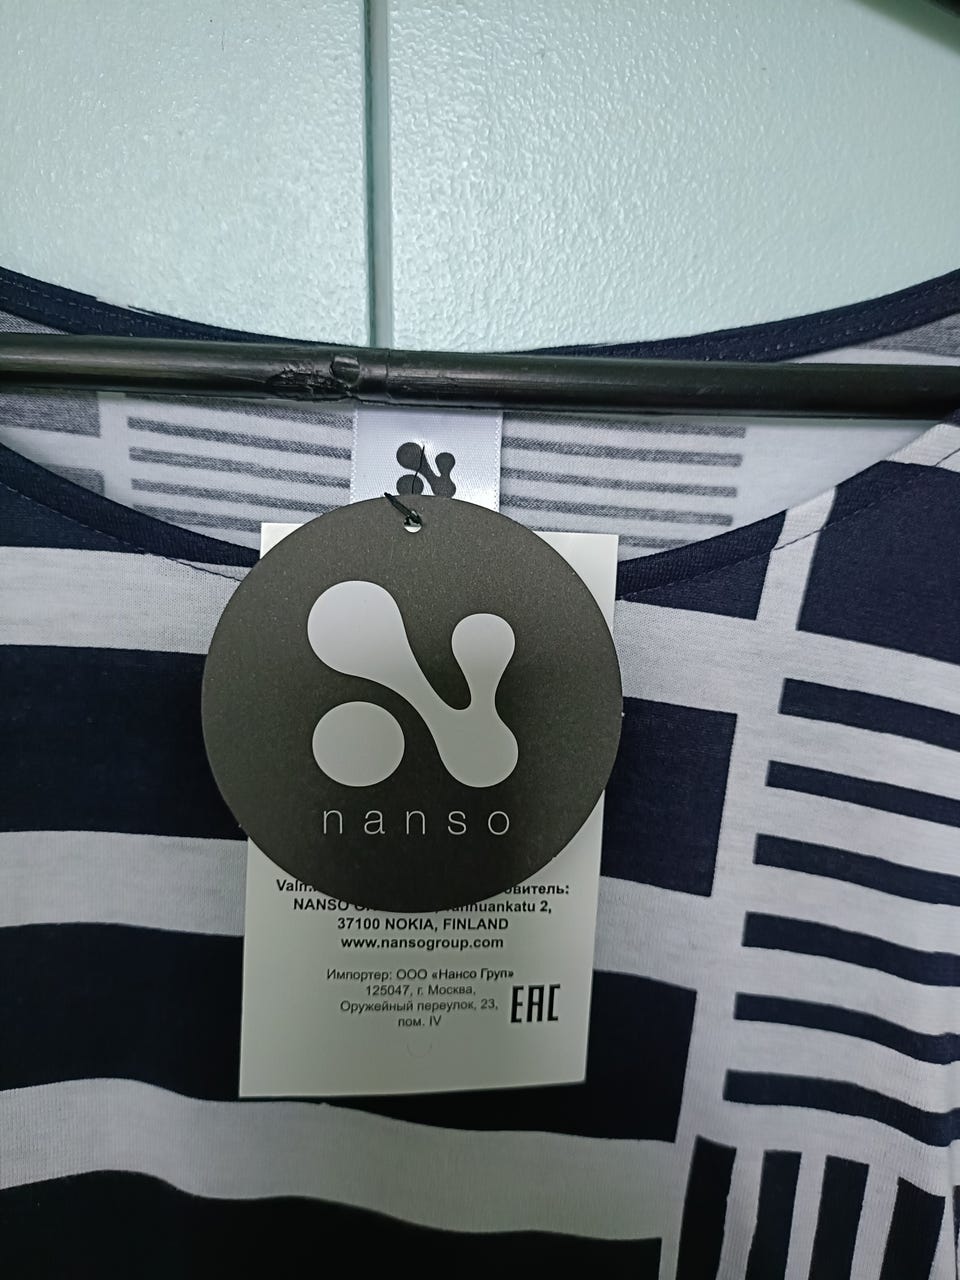 nanso
NANSO
37100 NOKIA, FINLAND
www.nansogroup.com
Импортер: ООО «Нансо Груп»
125047, г. Москва,
Оружейный переулок, 23,
пом. IV
EAC